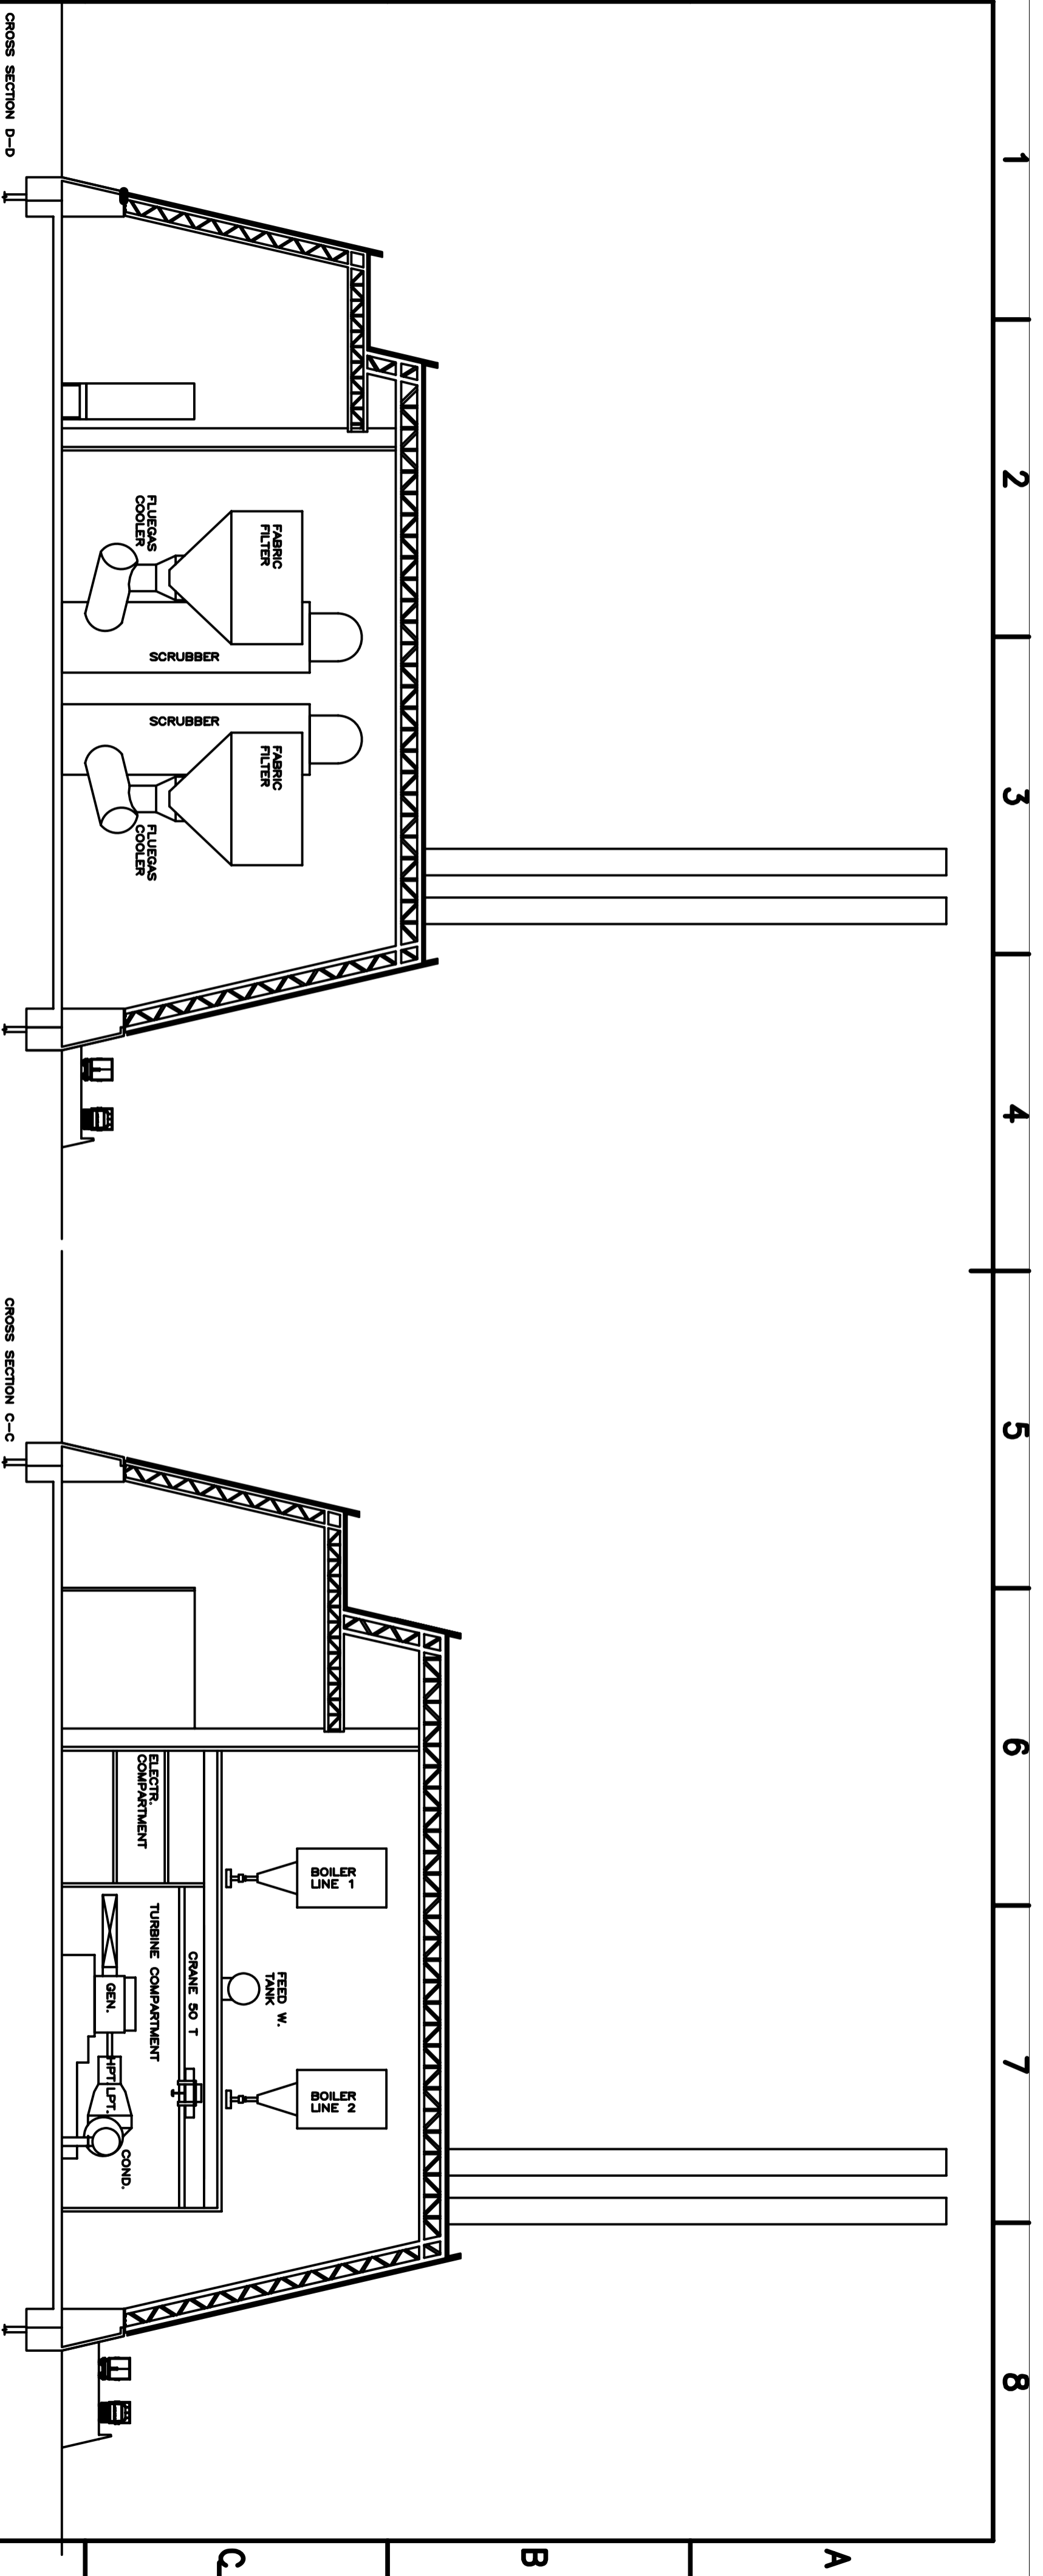 1
2
3
4
5
6
7
8
A
B
C
FABRIC
FILTER
FLUEGAS
COOLER
SCRUBBER
SCRUBBER
FABRIC
FILTER
FLUEGAS
COOLER
CROSS SECTION D-D
BOILER
LINE 1
FEED W.
TANK
BOILER
LINE 2
CRANE 50 T
ELECTR.
COMPARTMENT
TURBINE COMPARTMENT
GEN.
HPT.
LPT.
COND.
CROSS SECTION C-C